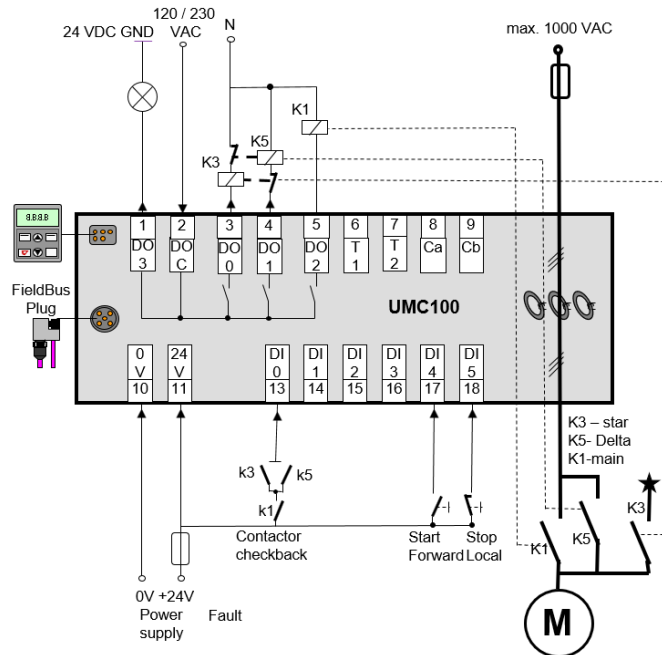 120 / 230
24 VDC GND
VAC
N
max. 1000 VAC
K1
K5
K3
8.8.8.8
1
2
3
4
5
6
7
8
9
DO
3
DO
C
DO
0
DO
1
DO
2
T
1
T
2
Ca
Cb
FieldBus
Plug
UMC100
0
V
10
24
V
11
DI
0
13
DI
1
14
DI
2
15
DI
3
16
DI
4
17
DI
5
18
K3 – star
K5- Delta
K1-main
k3
k5
k1
Contactor
checkback
Start
Forward
Stop
Local
K1
K5
K3
0V +24V
Power
supply
Fault
M